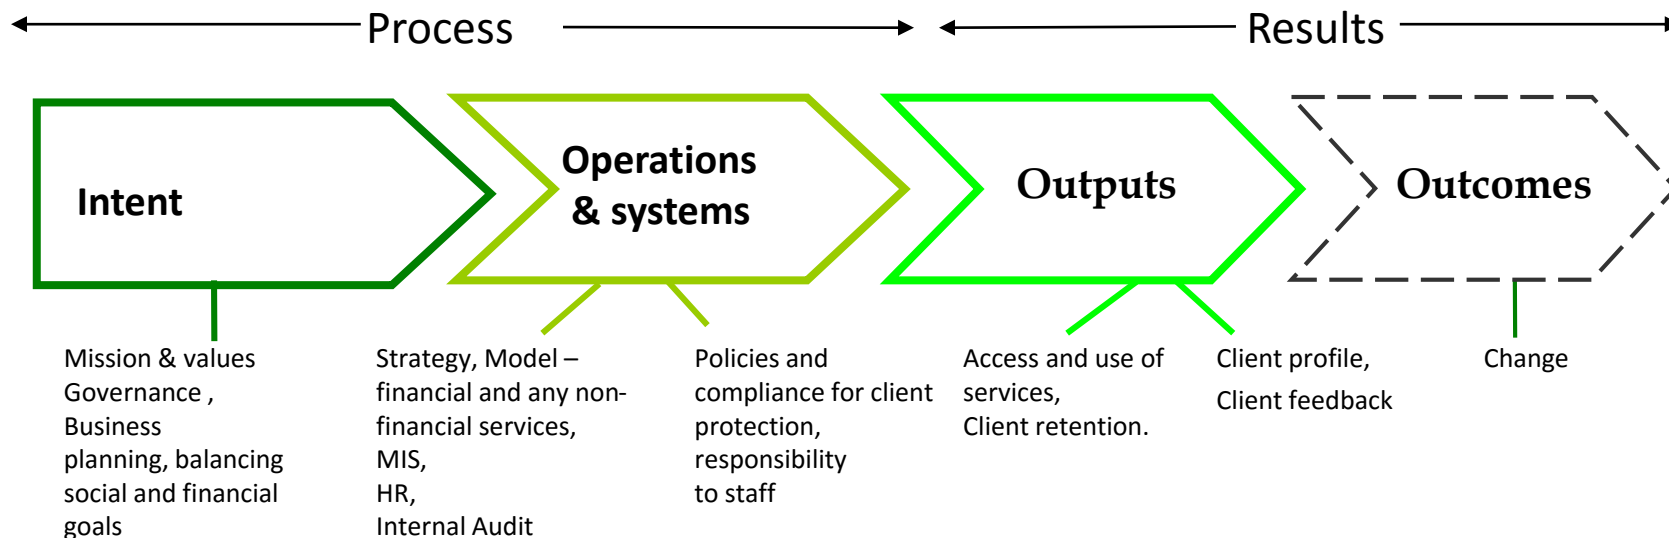 Process
Results
Intent
Operations
& systems
Outputs
Outcomes
Mission & values
Governance ,
Business
planning, balancing
social and financial
goals
Strategy, Model –
financial and any non-
financial services,
MIS,
HR,
Internal Audit
Policies and
compliance for client
protection,
responsibility
to staff
Access and use of
services,
Client retention.
Client profile,
Client feedback
Change